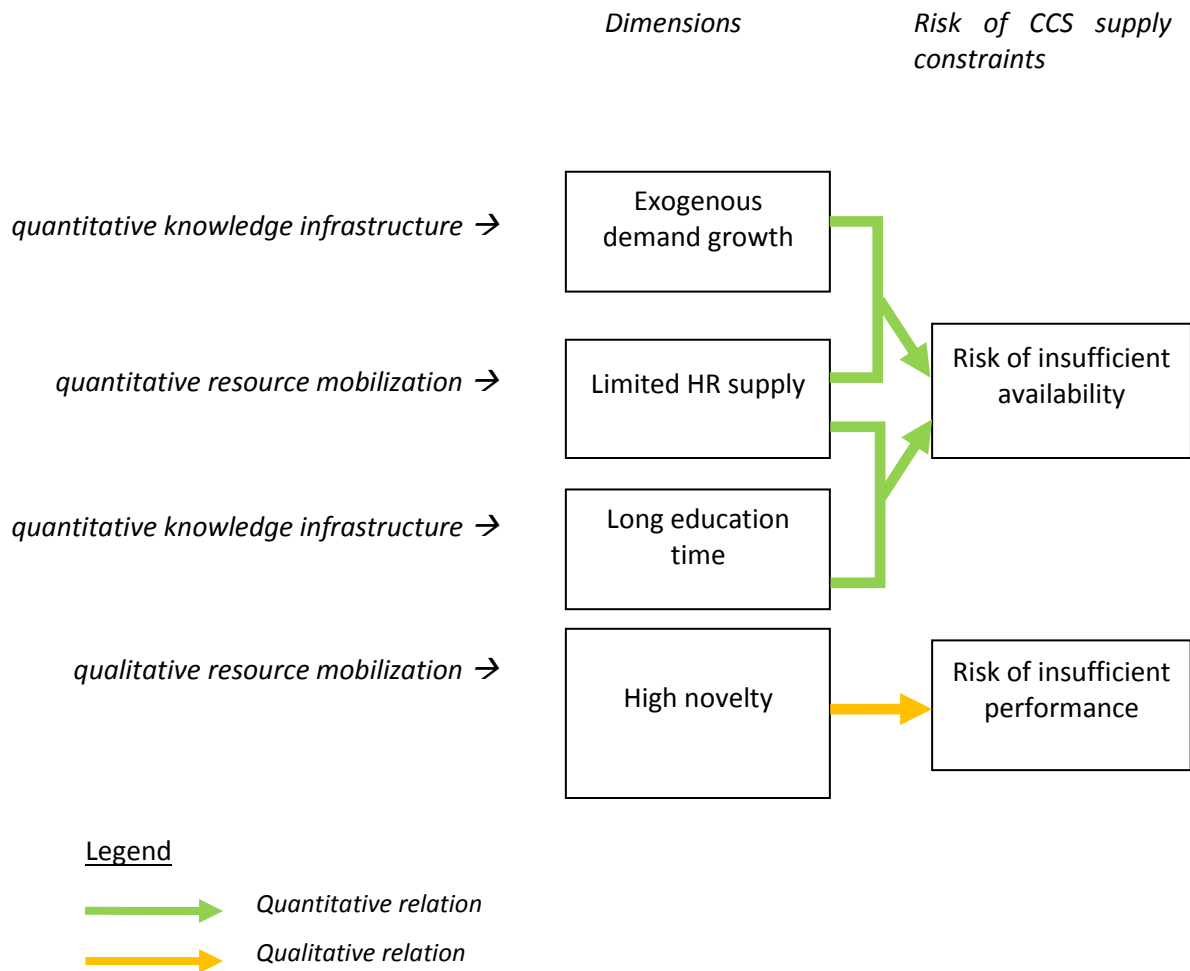 Dimensions
Risk of CCS supply
constraints
quantitative knowledge infrastructure →
Exogenous
demand growth
quantitative resource mobilization →
Limited HR supply
Risk of insufficient
availability
quantitative knowledge infrastructure →
Long education
time
qualitative resource mobilization →
High novelty
Risk of insufficient
performance
Legend
Quantitative relation
Qualitative relation